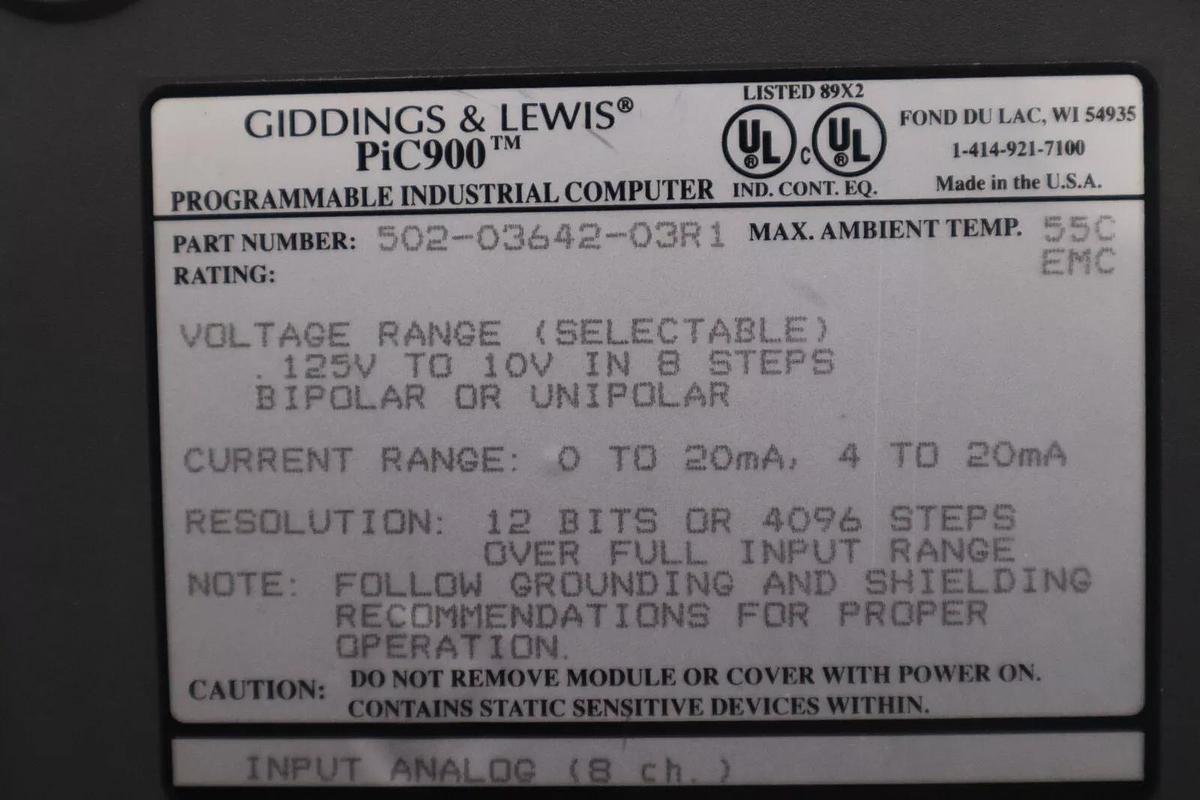 GIDDINGS & LEWIS®
PiC900™
PROGRAMMABLE INDUSTRIAL COMPUTER
LISTED 89X2
UL® c UL®
IND. CONT. EQ.
FOND DU LAC, WI 54935
1-414-921-7100
Made in the U.S.A.
PART NUMBER: 502-03642-03R1 MAX. AMBIENT TEMP. 55C
RATING: EMC
VOLTAGE RANGE (SELECTABLE)
.125V TO 10V IN 8 STEPS
BIPOLAR OR UNIPOLAR
CURRENT RANGE: 0 TO 20mA, 4 TO 20mA
RESOLUTION: 12 BITS OR 4096 STEPS
OVER FULL INPUT RANGE
NOTE: FOLLOW GROUNDING AND SHIELDING
RECOMMENDATIONS FOR PROPER
OPERATION.
CAUTION: DO NOT REMOVE MODULE OR COVER WITH POWER ON.
CONTAINS STATIC SENSITIVE DEVICES WITHIN.
INPUT ANALOG (8 ch.)